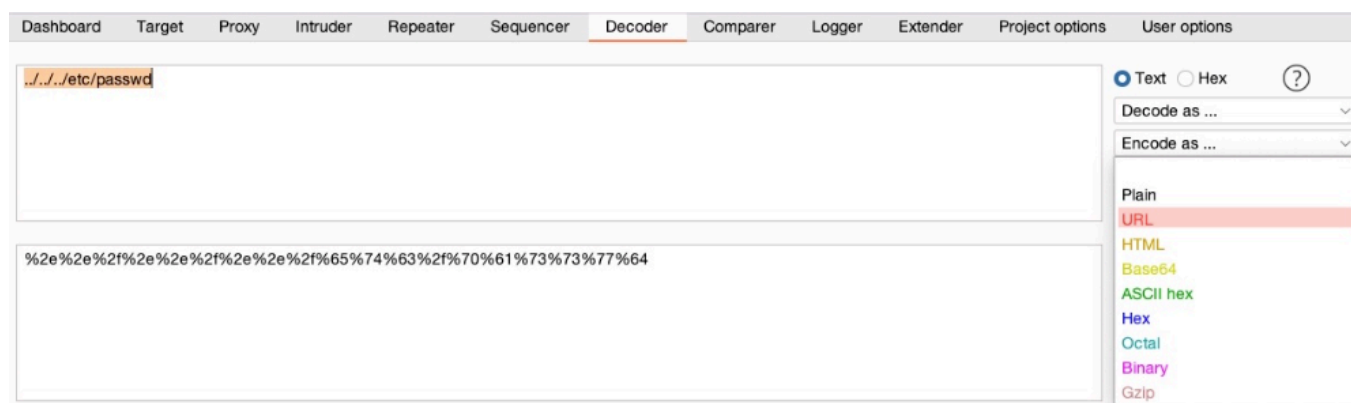 Dashboard Target Proxy Intruder Repeater Sequencer Decoder Comparer Logger Extender Project options User options
../../../etc/passwd
Text Hex ?
Decode as ...
Encode as ...
Plain
URL
HTML
Base64
ASCII hex
Hex
Octal
Binary
Gzip
%2e%2e%2f%2e%2e%2f%2e%2e%2f%65%74%63%2f%70%61%73%73%77%64